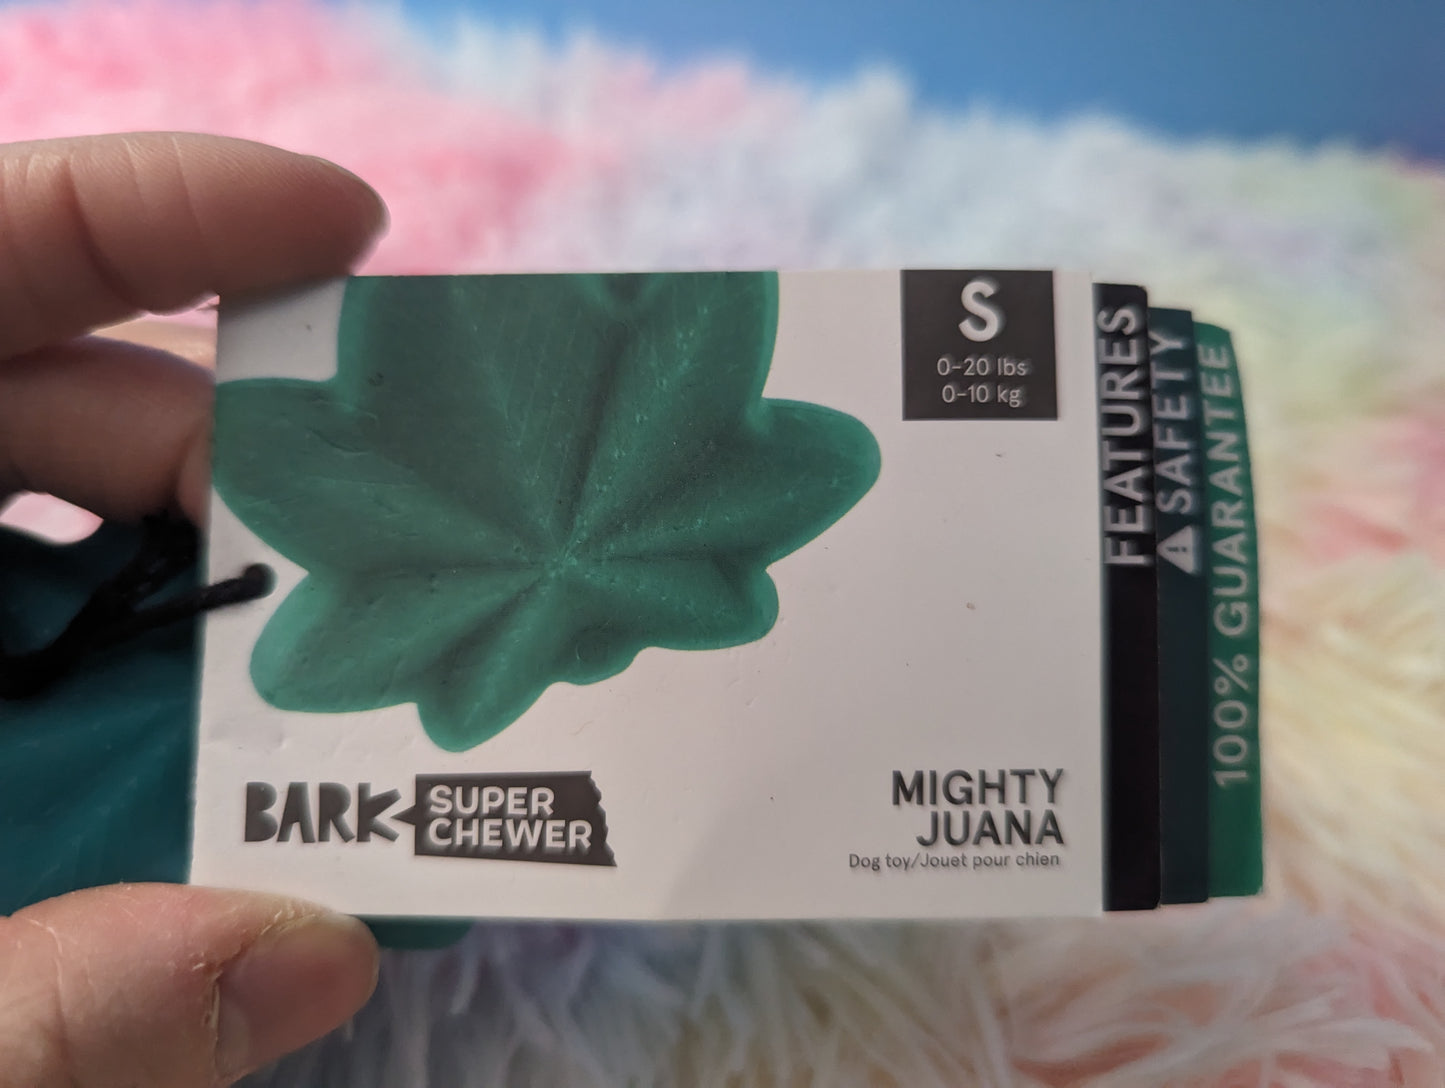 S
0-20 lbs
0-10 kg
BARK
SUPER
CHEWER
MIGHTY
JUANA
Dog toy/Jouet pour chien
FEATURES
SAFETY
100% GUARANTEE